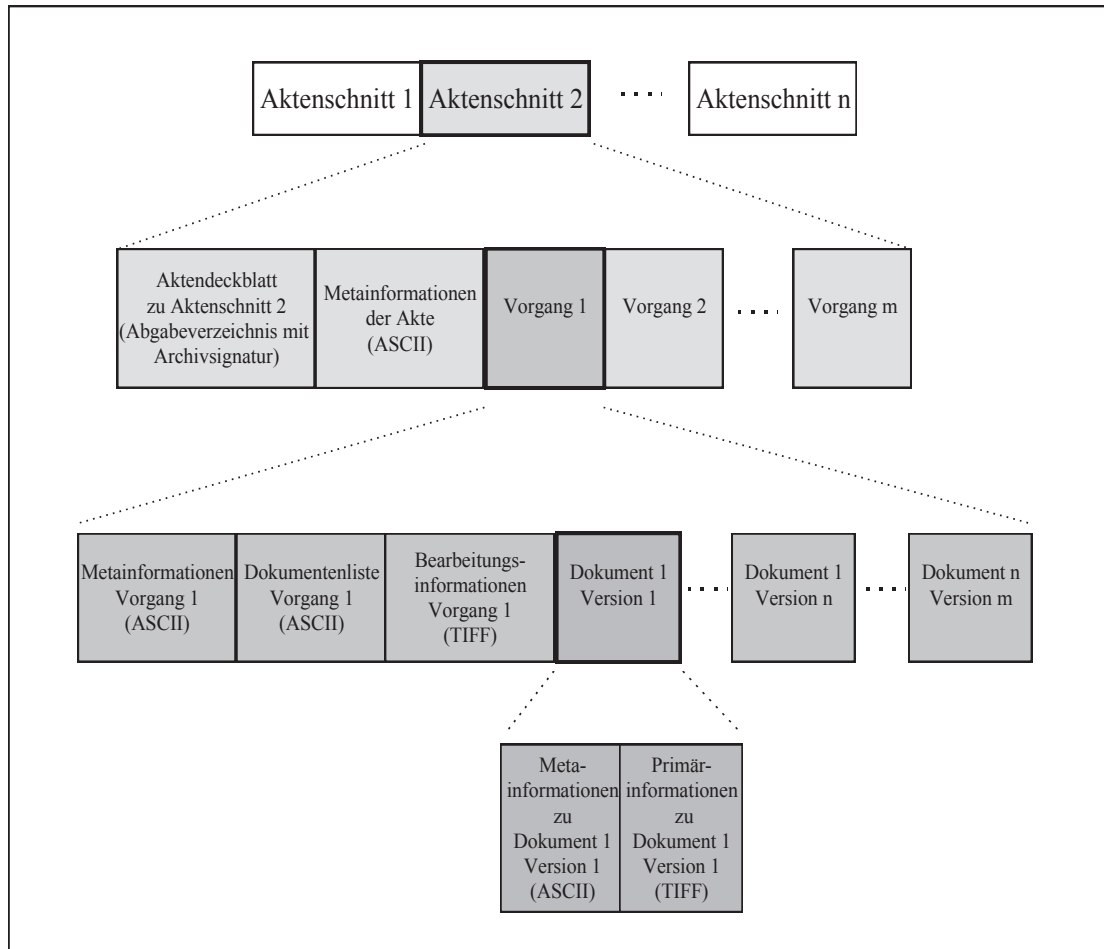 Aktenschnitt 1
Aktenschnitt 2
Aktenschnitt n
Aktendeckblatt
zu Aktenschnitt 2
(Abgabeverzeichnis mit
Archivsignatur)
Metainformationen
der Akte
(ASCII)
Vorgang 1
Vorgang 2
Vorgang m
Metainformationen
Vorgang 1
(ASCII)
Dokumentenliste
Vorgang 1
(ASCII)
Bearbeitungs-
informationen
Vorgang 1
(TIFF)
Dokument 1
Version 1
Dokument 1
Version n
Dokument n
Version m
Meta-
informationen
zu
Dokument 1
Version 1
(ASCII)
Primär-
informationen
zu
Dokument 1
Version 1
(TIFF)